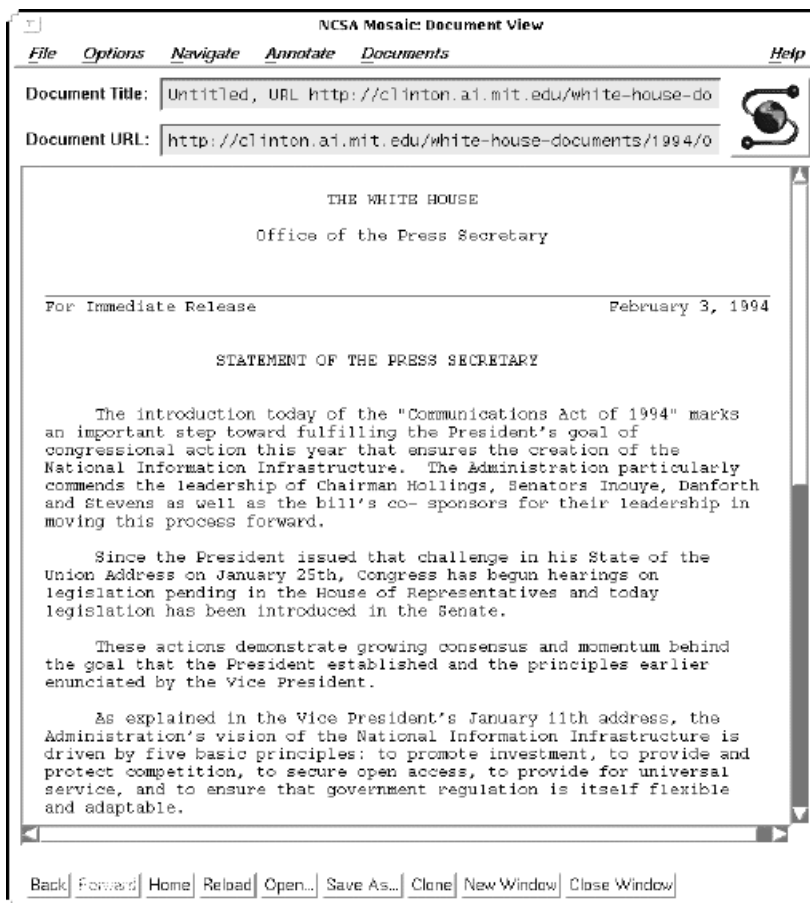 NCSA Mosaic: Document View
File Options Navigate Annotate Documents Help
Document Title: Untitled, URL http://clinton.ai.mit.edu/white-house-do
Document URL: http://clinton.ai.mit.edu/white-house-documents/1994/0
THE WHITE HOUSE
Office of the Press Secretary
For Immediate Release February 3, 1994
STATEMENT OF THE PRESS SECRETARY
The introduction today of the "Communications Act of 1994" marks
an important step toward fulfilling the President's goal of
congressional action this year that ensures the creation of the
National Information Infrastructure. The Administration particularly
commends the leadership of Chairman Hollings, Senators Inouye, Danforth
and Stevens as well as the bill's co- sponsors for their leadership in
moving this process forward.
Since the President issued that challenge in his State of the
Union Address on January 25th, Congress has begun hearings on
legislation pending in the House of Representatives and today
legislation has been introduced in the Senate.
These actions demonstrate growing consensus and momentum behind
the goal that the President established and the principles earlier
enunciated by the Vice President.
As explained in the Vice President's January 11th address, the
Administration's vision of the National Information Infrastructure is
driven by five basic principles: to promote investment, to provide and
protect competition, to secure open access, to provide for universal
service, and to ensure that government regulation is itself flexible
and adaptable.
Back Forward Home Reload Open... Save As... Clone New Window Close Window